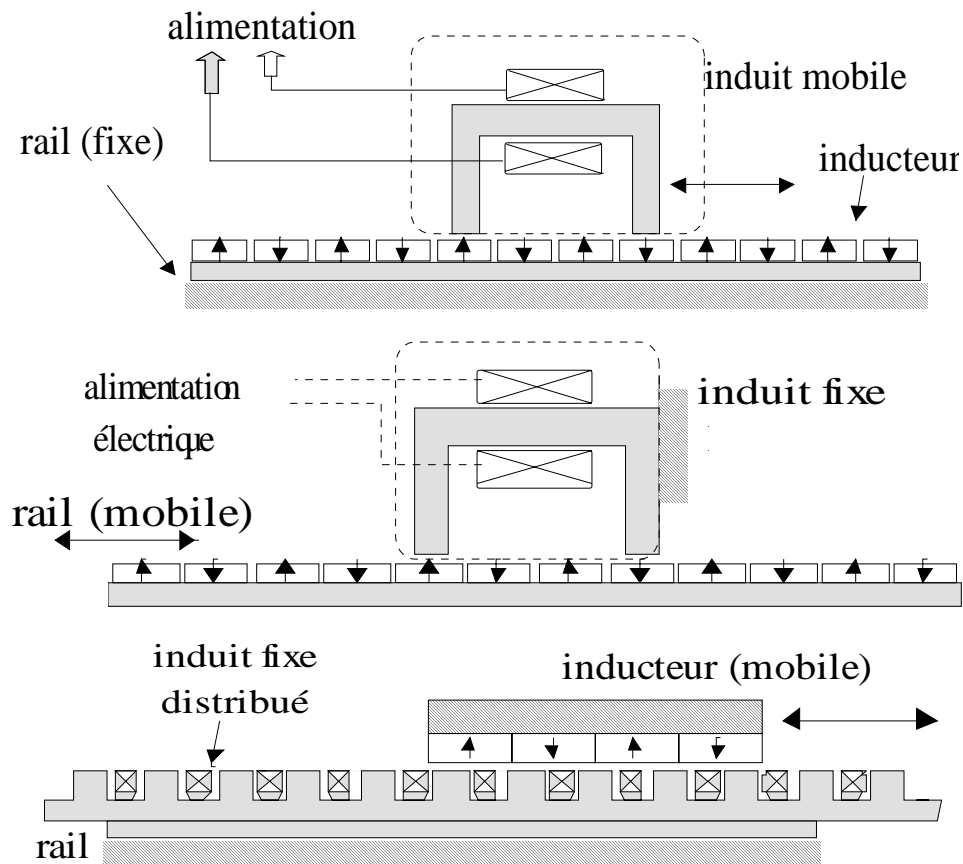 alimentation
induit mobile
rail (fixe)
inducteur
alimentation
électrique
induit fixe
rail (mobile)
induit fixe
distribué
inducteur (mobile)
rail